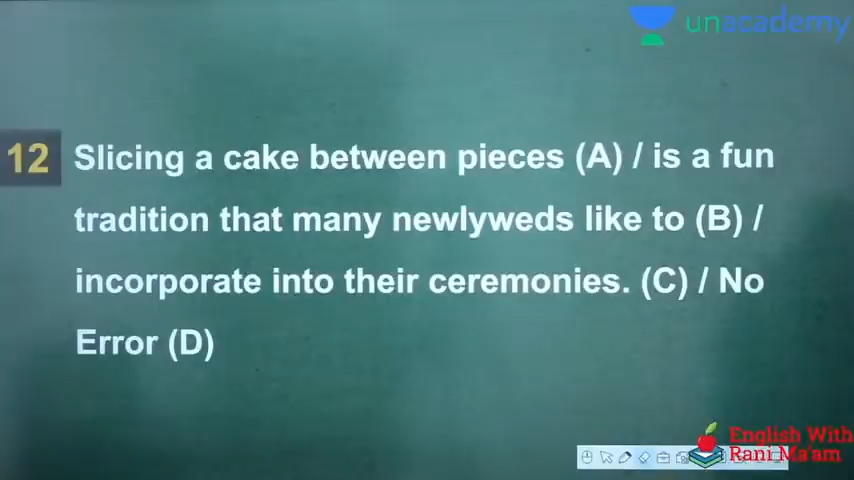 unacademy
12 Slicing a cake between pieces (A) / is a fun
tradition that many newlyweds like to (B) /
incorporate into their ceremonies. (C) / No
Error (D)
English With
Rani Ma'am